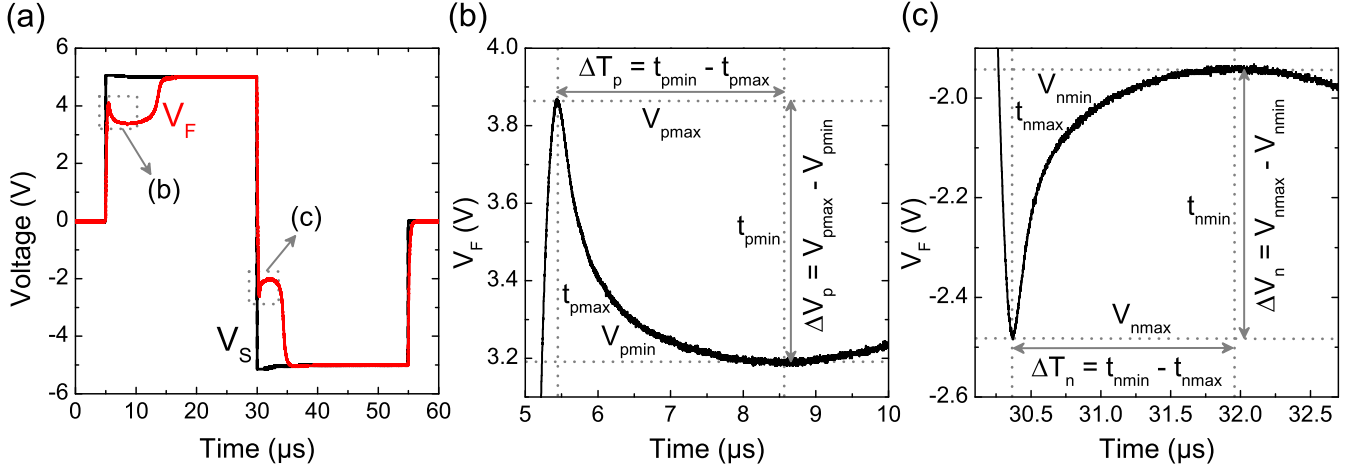 (a)
6
4
2
0
-2
-4
-6
Voltage (V)
V_F
(b)
(c)
V_S
0 10 20 30 40 50 60
Time (µs)
(b)
4.0
3.8
3.6
3.4
3.2
V_F (V)
ΔT_p = t_pmin - t_pmax
V_pmax
t_pmin
t_pmax
V_pmin
ΔV_p = V_pmax - V_pmin
5 6 7 8 9 10
Time (µs)
(c)
-2.0
-2.2
-2.4
-2.6
V_F (V)
V_nmin
t_nmax
t_nmin
V_nmax
ΔT_n = t_nmin - t_nmax
ΔV_n = V_nmax - V_nmin
30.5 31.0 31.5 32.0 32.5
Time (µs)